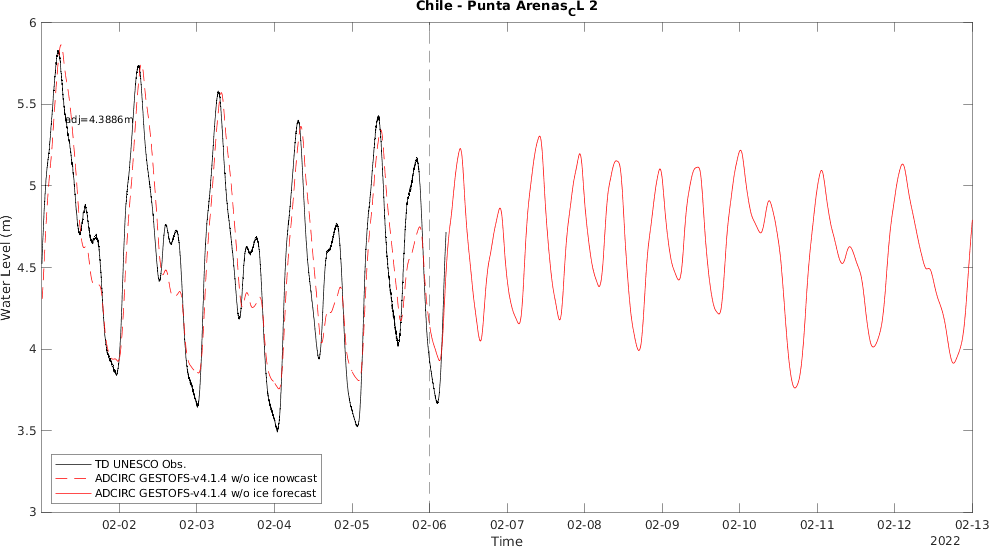 Chile - Punta Arenas_CL 2
6
5.5
5
4.5
4
3.5
3
Water Level (m)
adj=4.3886m
TD UNESCO Obs.
ADCIRC GESTOFS-v4.1.4 w/o ice nowcast
ADCIRC GESTOFS-v4.1.4 w/o ice forecast
02-02 02-03 02-04 02-05 02-06 02-07 02-08 02-09 02-10 02-11 02-12 02-13
Time
2022